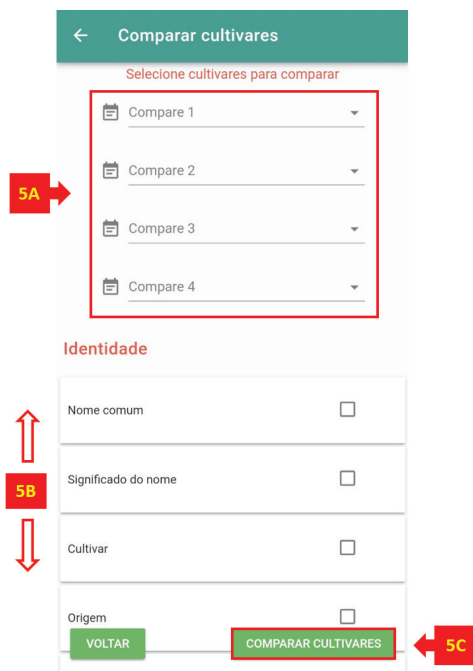 Comparar cultivares
Selecione cultivares para comparar
Compare 1
Compare 2
5A
Compare 3
Compare 4
Identidade
Nome comum
Significado do nome
5B
Cultivar
Origem
VOLTAR
COMPARAR CULTIVARES
5C